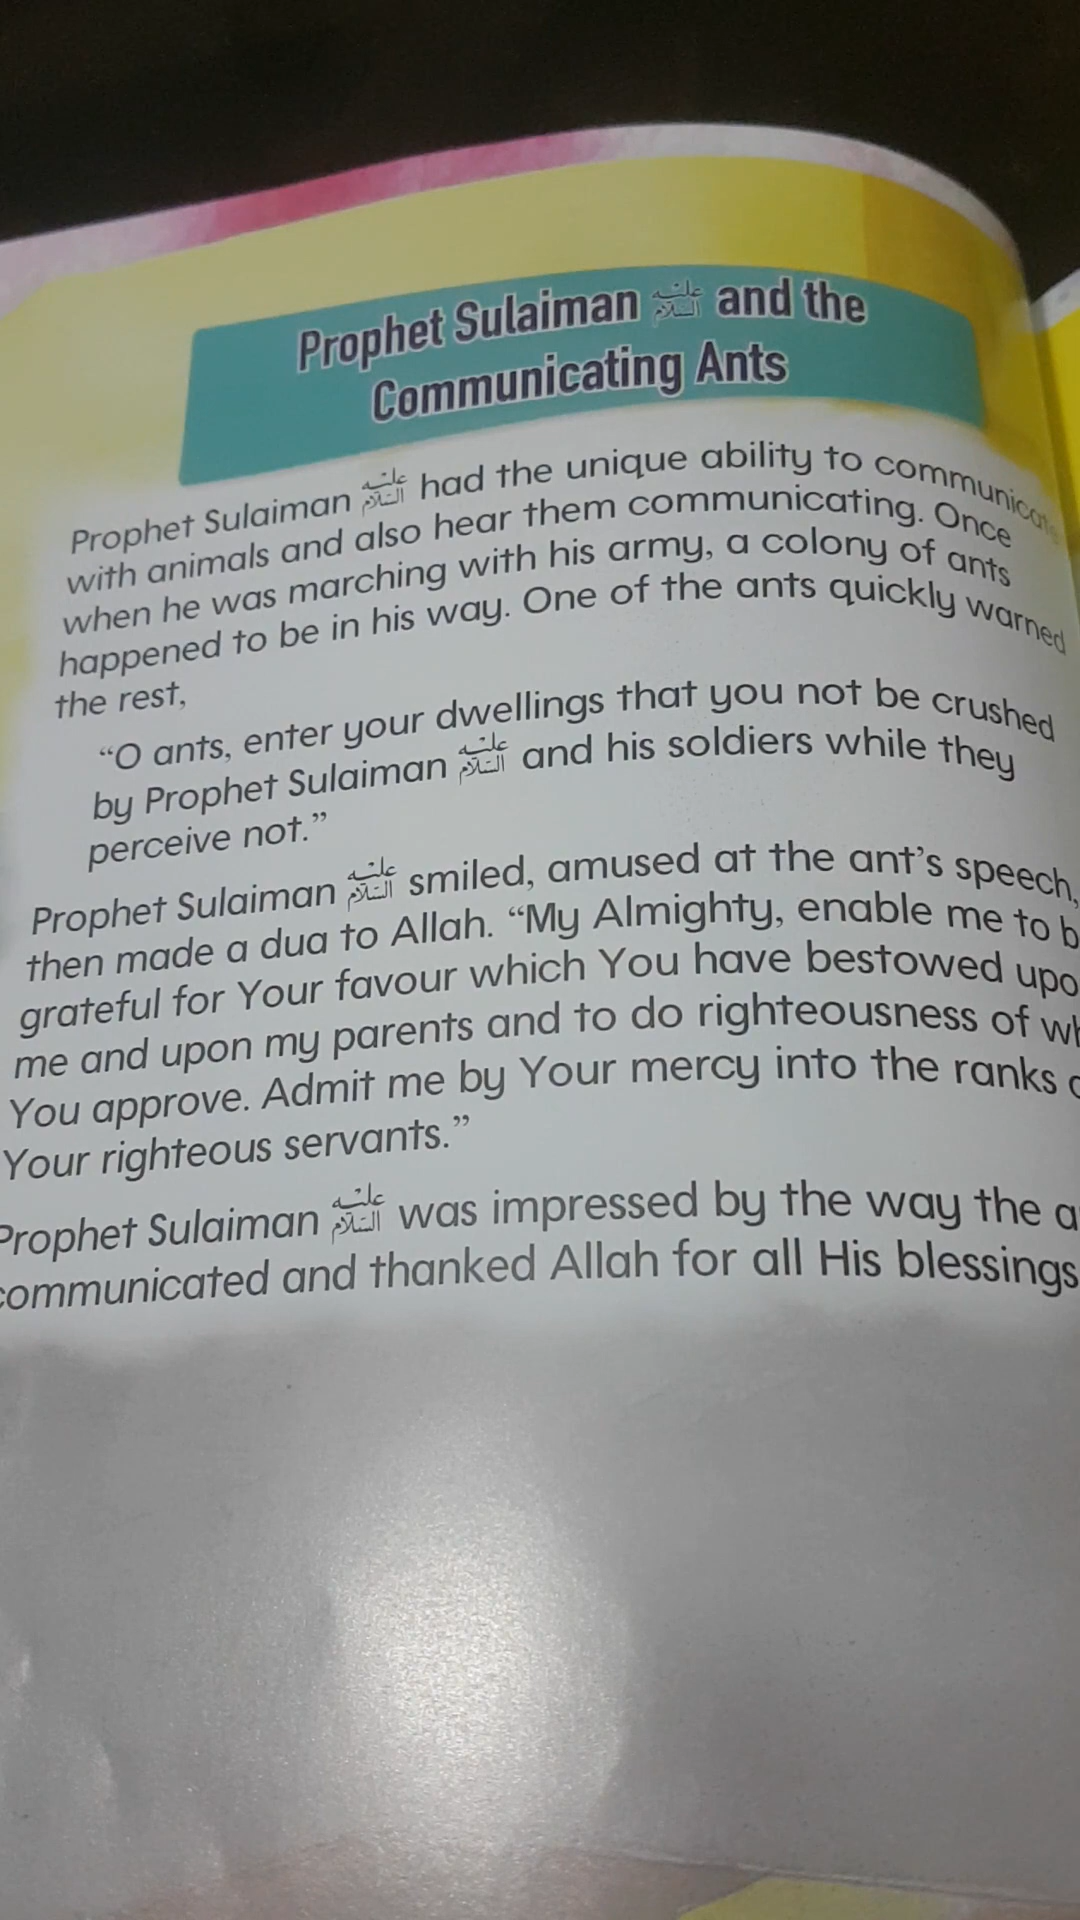 Prophet Sulaiman عليه السلام and the
Communicating Ants
Prophet Sulaiman عليه السلام had the unique ability to communicate
with animals and also hear them communicating. Once
when he was marching with his army, a colony of ants
happened to be in his way. One of the ants quickly warned
the rest,
“O ants, enter your dwellings that you not be crushed
by Prophet Sulaiman عليه السلام and his soldiers while they
perceive not.”
Prophet Sulaiman عليه السلام smiled, amused at the ant’s speech,
then made a dua to Allah. “My Almighty, enable me to
grateful for Your favour which You have bestowed
me and upon my parents and to do righteousness of
You approve. Admit me by Your mercy into the ranks
Your righteous servants.”
Prophet Sulaiman عليه السلام was impressed by the way the
communicated and thanked Allah for all His blessings